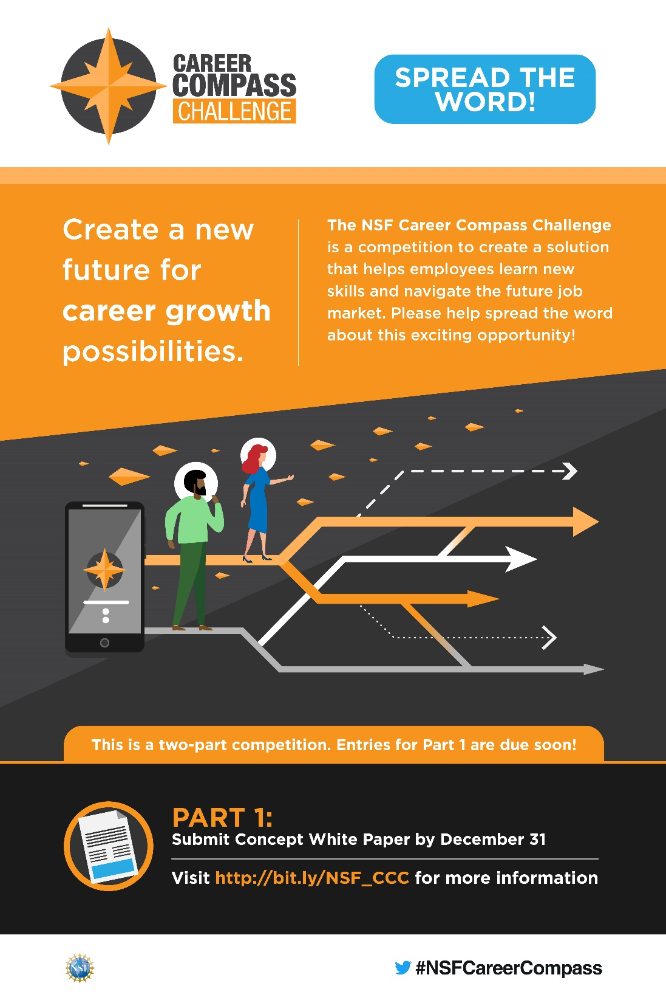 CAREER
COMPASS
CHALLENGE
SPREAD THE
WORD!
Create a new
future for
career growth
possibilities.
The NSF Career Compass Challenge
is a competition to create a solution
that helps employees learn new
skills and navigate the future job
market. Please help spread the word
about this exciting opportunity!
This is a two-part competition. Entries for Part 1 are due soon!
PART 1:
Submit Concept White Paper by December 31
Visit http://bit.ly/NSF_CCC for more information
NSF
#NSFCareerCompass